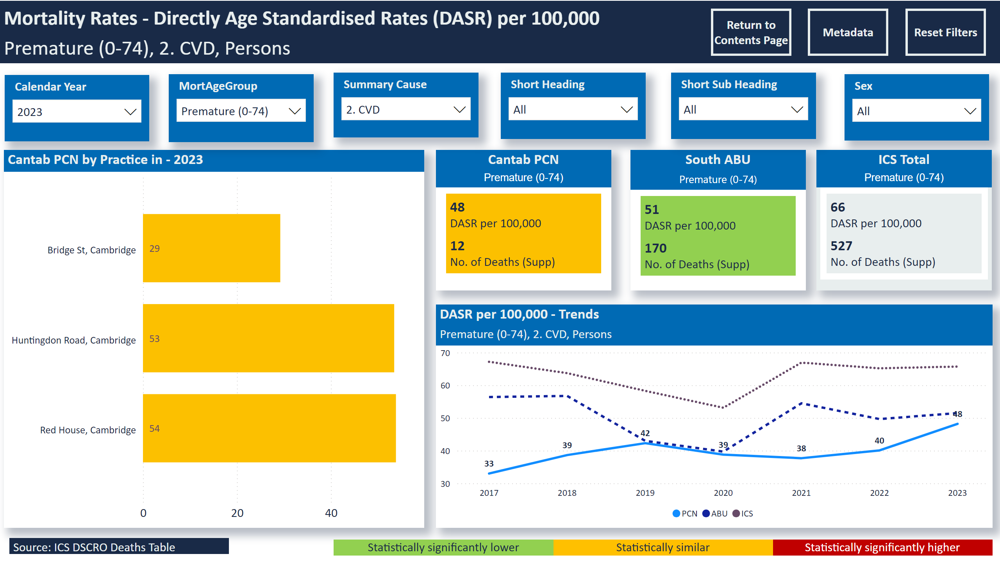 Mortality Rates - Directly Age Standardised Rates (DASR) per 100,000
Premature (0-74), 2. CVD, Persons
Return to
Contents Page
Metadata
Reset Filters
Calendar Year
2023
MortAgeGroup
Premature (0-74)
Summary Cause
2. CVD
Short Heading
All
Short Sub Heading
All
Sex
All
Cantab PCN by Practice in - 2023
Bridge St, Cambridge
29
Huntingdon Road, Cambridge
53
Red House, Cambridge
54
0
20
40
Cantab PCN
Premature (0-74)
48
DASR per 100,000
12
No. of Deaths (Supp)
South ABU
Premature (0-74)
51
DASR per 100,000
170
No. of Deaths (Supp)
ICS Total
Premature (0-74)
66
DASR per 100,000
527
No. of Deaths (Supp)
DASR per 100,000 - Trends
Premature (0-74), 2. CVD, Persons
70
60
50
40
30
33
39
42
39
38
40
48
2017
2018
2019
2020
2021
2022
2023
PCN
ABU
ICS
Source: ICS DSCRO Deaths Table
Statistically significantly lower
Statistically similar
Statistically significantly higher